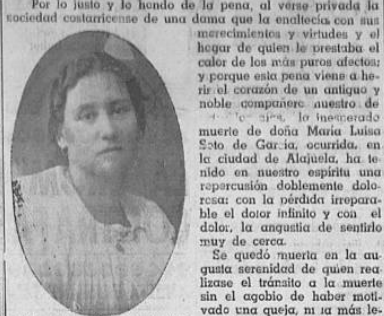 Por lo justo y lo hondo de la pena, al verse privada la
sociedad costarricense de una dama que la enaltecía con sus
merecimientos y virtudes y el
hogar de quien le prestaba el
calor de los más puros afectos;
y porque esta pena viene a he-
rir el corazón de un antiguo y
noble compañero nuestro de
la inesperado
muerte de doña María Luisa
Soto de García, ocurrida, en
la ciudad de Alajuela, ha te-
nido en nuestro espíritu una
repercusión doblemente dolo-
rosa: con la pérdida irrepara-
ble el dolor infinito y con el
dolor, la angustia de sentirlo
muy de cerca.
Se quedó muerta en la au-
gusta serenidad de quien rea-
lizase el tránsito a la muerte
sin el agobio de haber moti-
vado una queja, ni la más le-